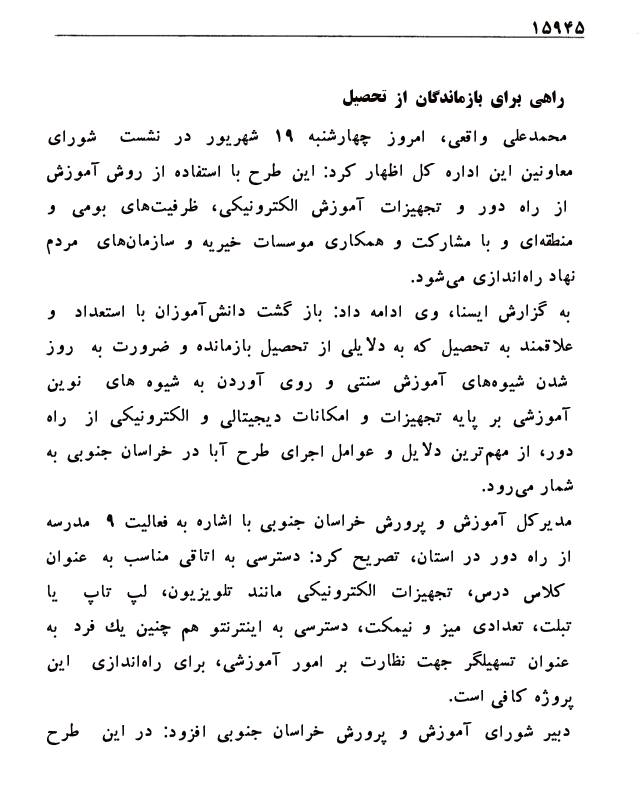 ۱۵۹۴۵
راهی برای بازماندگان از تحصیل
محمدعلی واقعی، امروز چهارشنبه ۱۹ شهریور در نشست شورای
معاونین این اداره کل اظهار کرد: این طرح با استفاده از روش آموزش
از راه دور و تجهیزات آموزش الکترونیکی، ظرفیت‌های بومی و
منطقه‌ای و با مشارکت و همکاری موسسات خیریه و سازمان‌های مردم
نهاد راه‌اندازی می‌شود.
به گزارش ایسنا، وی ادامه داد: باز گشت دانش‌آموزان با استعداد و
علاقمند به تحصیل که به دلایلی از تحصیل بازمانده و ضرورت به روز
شدن شیوه‌های آموزش سنتی و روی آوردن به شیوه های نوین
آموزشی بر پایه تجهیزات و امکانات دیجیتالی و الکترونیکی از راه
دور، از مهم‌ترین دلایل و عوامل اجرای طرح آبا در خراسان جنوبی به
شمار می‌رود.
مدیرکل آموزش و پرورش خراسان جنوبی با اشاره به فعالیت ۹ مدرسه
از راه دور در استان، تصریح کرد: دسترسی به اتاقی مناسب به عنوان
کلاس درس، تجهیزات الکترونیکی مانند تلویزیون، لپ تاپ یا
تبلت، تعدادی میز و نیمکت، دسترسی به اینترنتو هم چنین یك فرد به
عنوان تسهیلگر جهت نظارت بر امور آموزشی، برای راه‌اندازی این
پروژه کافی است.
دبیر شورای آموزش و پرورش خراسان جنوبی افزود: در این طرح